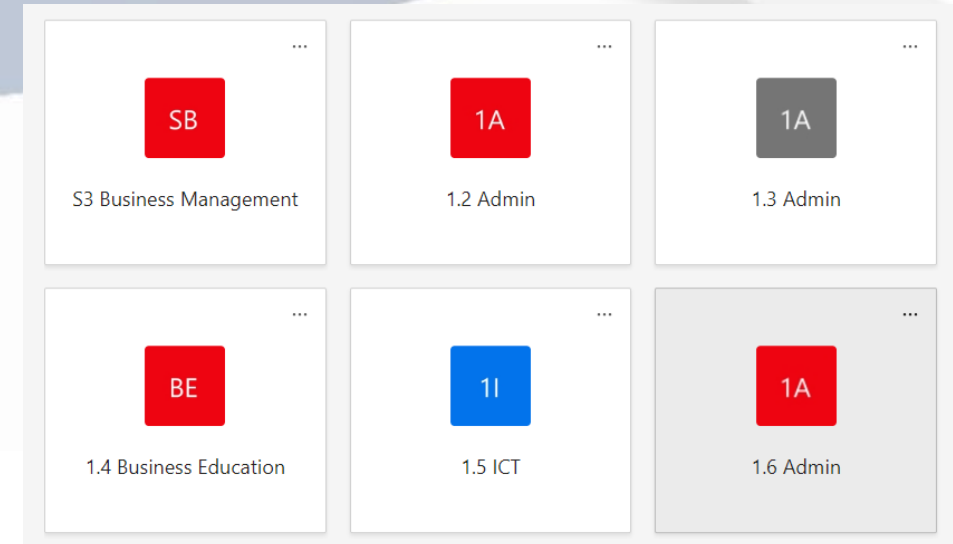 ...
...
...
SB
1A
1A
S3 Business Management
1.2 Admin
1.3 Admin
...
...
...
BE
1I
1A
1.4 Business Education
1.5 ICT
1.6 Admin